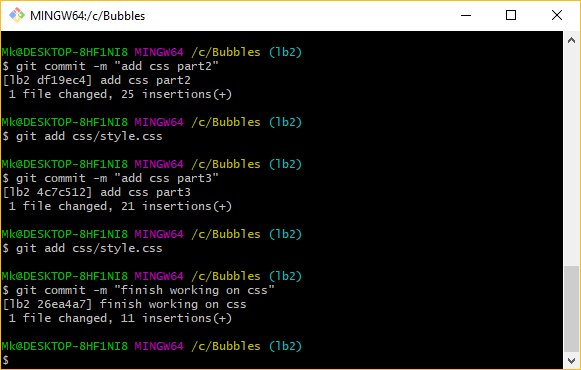 MINGW64:/c/Bubbles
Mk@DESKTOP-8HF1NI8 MINGW64 /c/Bubbles (lb2)
$ git commit -m "add css part2"
[lb2 df19ec4] add css part2
 1 file changed, 25 insertions(+)
Mk@DESKTOP-8HF1NI8 MINGW64 /c/Bubbles (lb2)
$ git add css/style.css
Mk@DESKTOP-8HF1NI8 MINGW64 /c/Bubbles (lb2)
$ git commit -m "add css part3"
[lb2 4c7c512] add css part3
 1 file changed, 21 insertions(+)
Mk@DESKTOP-8HF1NI8 MINGW64 /c/Bubbles (lb2)
$ git add css/style.css
Mk@DESKTOP-8HF1NI8 MINGW64 /c/Bubbles (lb2)
$ git commit -m "finish working on css"
[lb2 26ea4a7] finish working on css
 1 file changed, 11 insertions(+)
Mk@DESKTOP-8HF1NI8 MINGW64 /c/Bubbles (lb2)
$